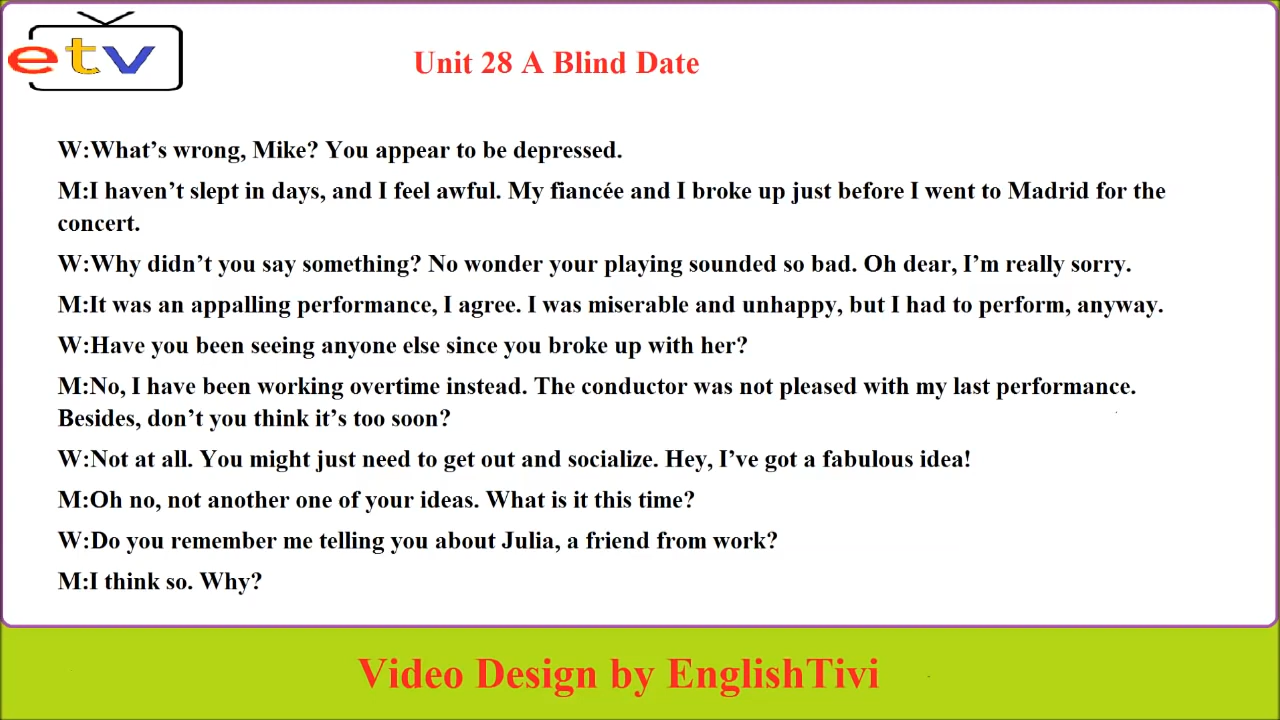 etv
Unit 28 A Blind Date
W:What's wrong, Mike? You appear to be depressed.
M:I haven't slept in days, and I feel awful. My fiancée and I broke up just before I went to Madrid for the
concert.
W:Why didn't you say something? No wonder your playing sounded so bad. Oh dear, I'm really sorry.
M:It was an appalling performance, I agree. I was miserable and unhappy, but I had to perform, anyway.
W:Have you been seeing anyone else since you broke up with her?
M:No, I have been working overtime instead. The conductor was not pleased with my last performance.
Besides, don't you think it's too soon?
W:Not at all. You might just need to get out and socialize. Hey, I've got a fabulous idea!
M:Oh no, not another one of your ideas. What is it this time?
W:Do you remember me telling you about Julia, a friend from work?
M:I think so. Why?
Video Design by EnglishTivi